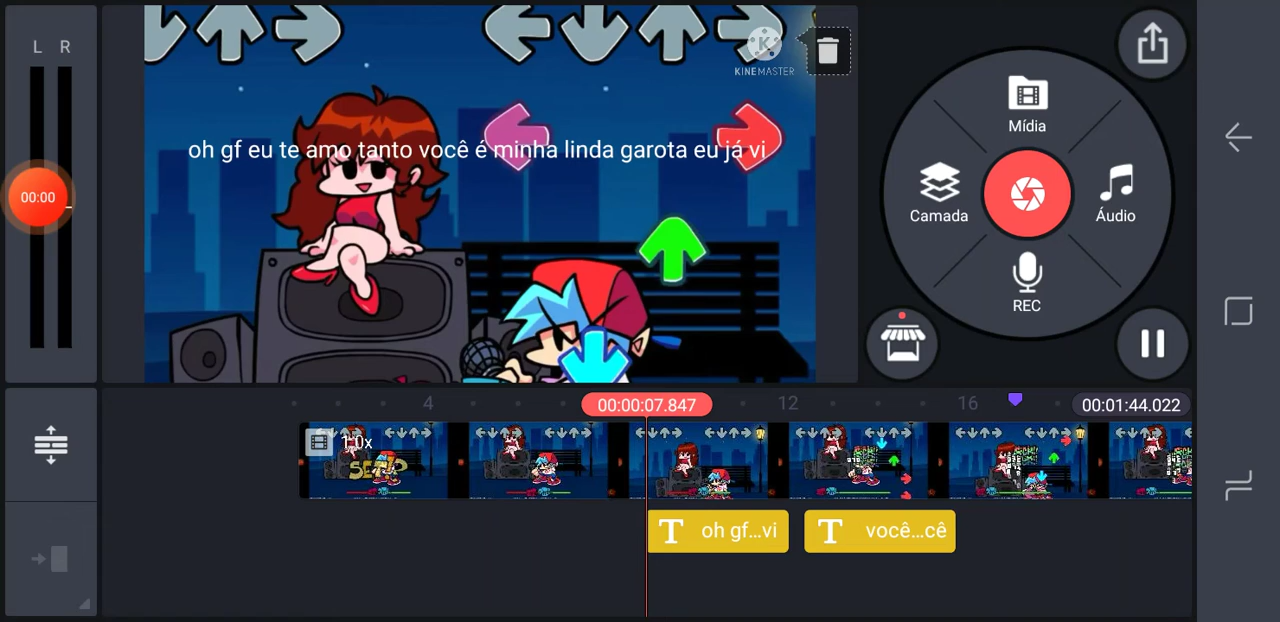 L R
00:00
KINEMASTER
oh gf eu te amo tanto você é minha linda garota eu já vi
Mídia
Camada
Áudio
REC
4
00:00:07.847
12
16
00:01:44.022
1.0x
T oh gf...vi
T você...cê